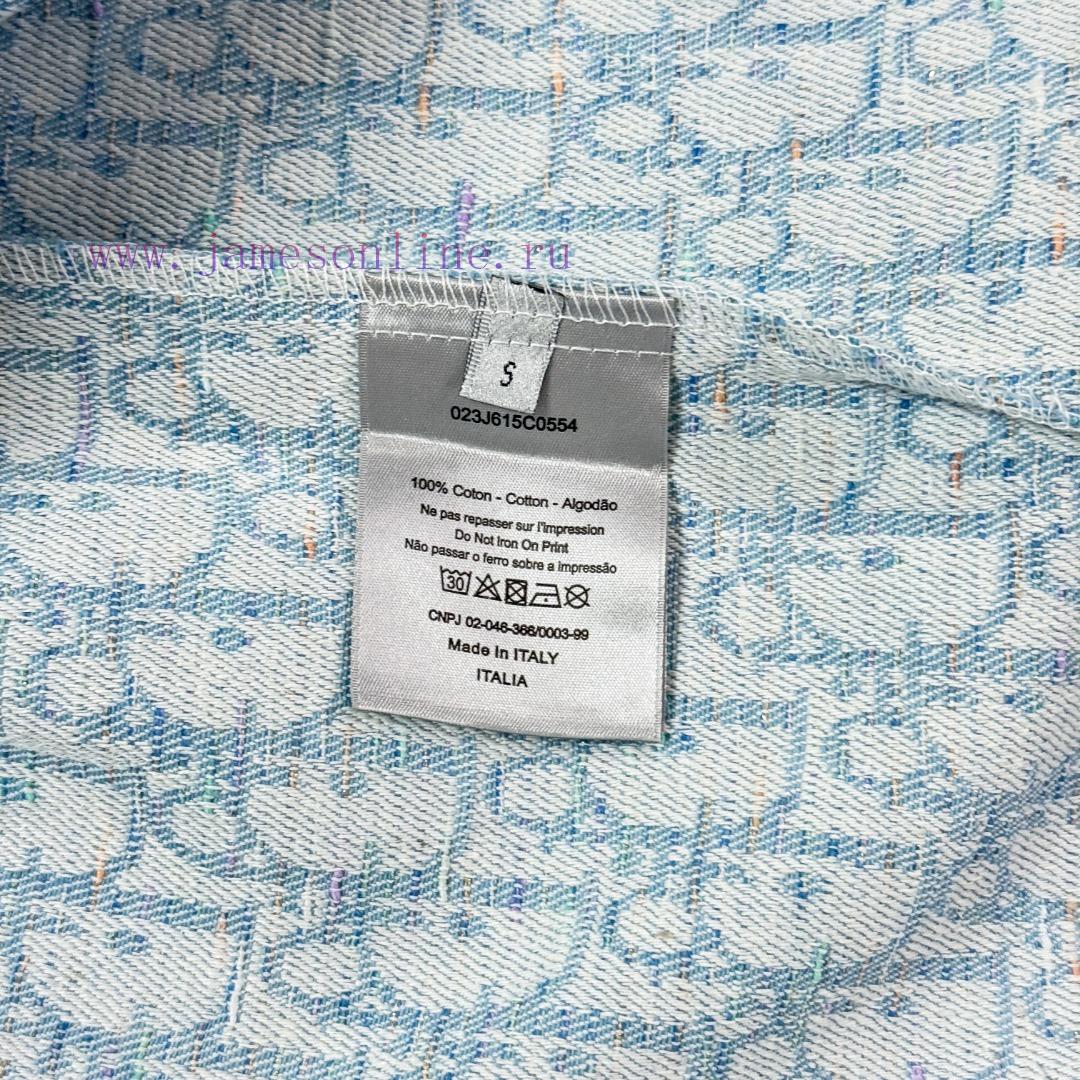 www.jamesonline.ru
S
023J615C0554
100% Coton - Cotton - Algodão
Ne pas repasser sur l'impression
Do Not Iron On Print
Não passar o ferro sobre a impressão
30
CNPJ 02-046-366/0003-99
Made In ITALY
ITALIA